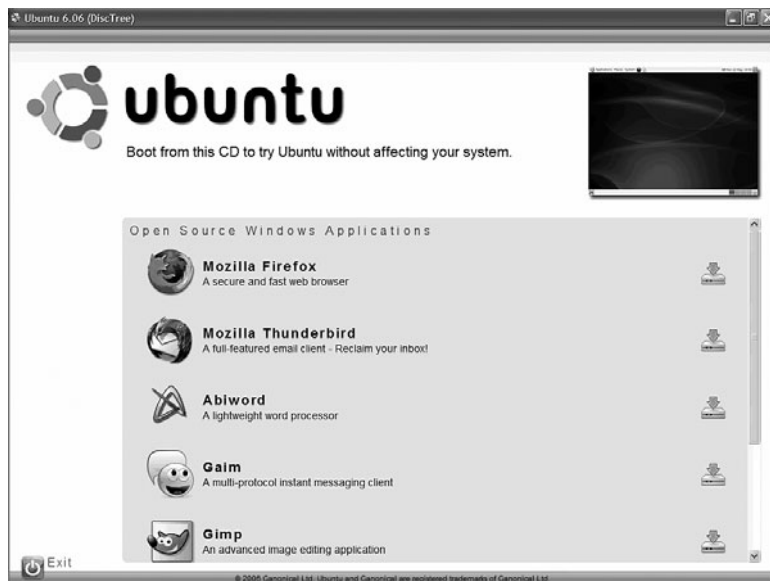 Ubuntu 6.06 (DiscTree)
ubuntu
Boot from this CD to try Ubuntu without affecting your system.
Open Source Windows Applications
Mozilla Firefox
A secure and fast web browser
Mozilla Thunderbird
A full-featured email client - Reclaim your inbox!
Abiword
A lightweight word processor
Gaim
A multi-protocol instant messaging client
Gimp
An advanced image editing application
Exit
Canonical Ltd. Ubuntu and Canonical are registered trademarks of Canonical Ltd.